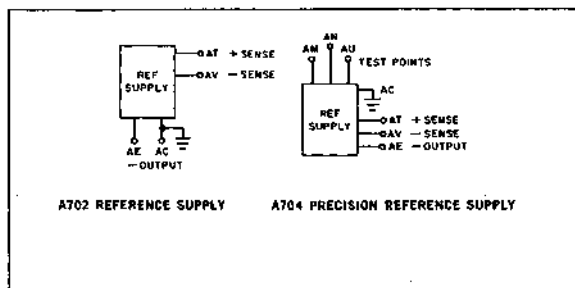 REF
SUPPLY
AT + SENSE
AV − SENSE
AE
AC
−OUTPUT
A702 REFERENCE SUPPLY
AN
AM
AU
TEST POINTS
AC
REF
SUPPLY
AT + SENSE
AV − SENSE
AE − OUTPUT
A704 PRECISION REFERENCE SUPPLY